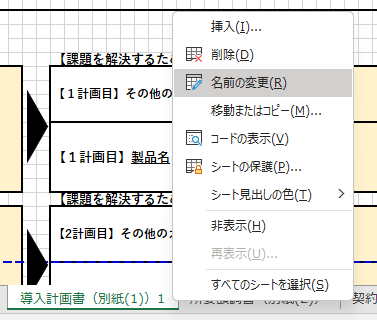 【課題を解決するため
【１計画目】その他の
【１計画目】製品名
【課題を解決するため
【2計画目】その他の
挿入(I)...
削除(D)
名前の変更(R)
移動またはコピー(M)...
コードの表示(V)
シートの保護(P)...
シート見出しの色(T)
非表示(H)
再表示(U)...
すべてのシートを選択(S)
導入計画書（別紙(1)）1
所要額調書（別紙(2)）
契約